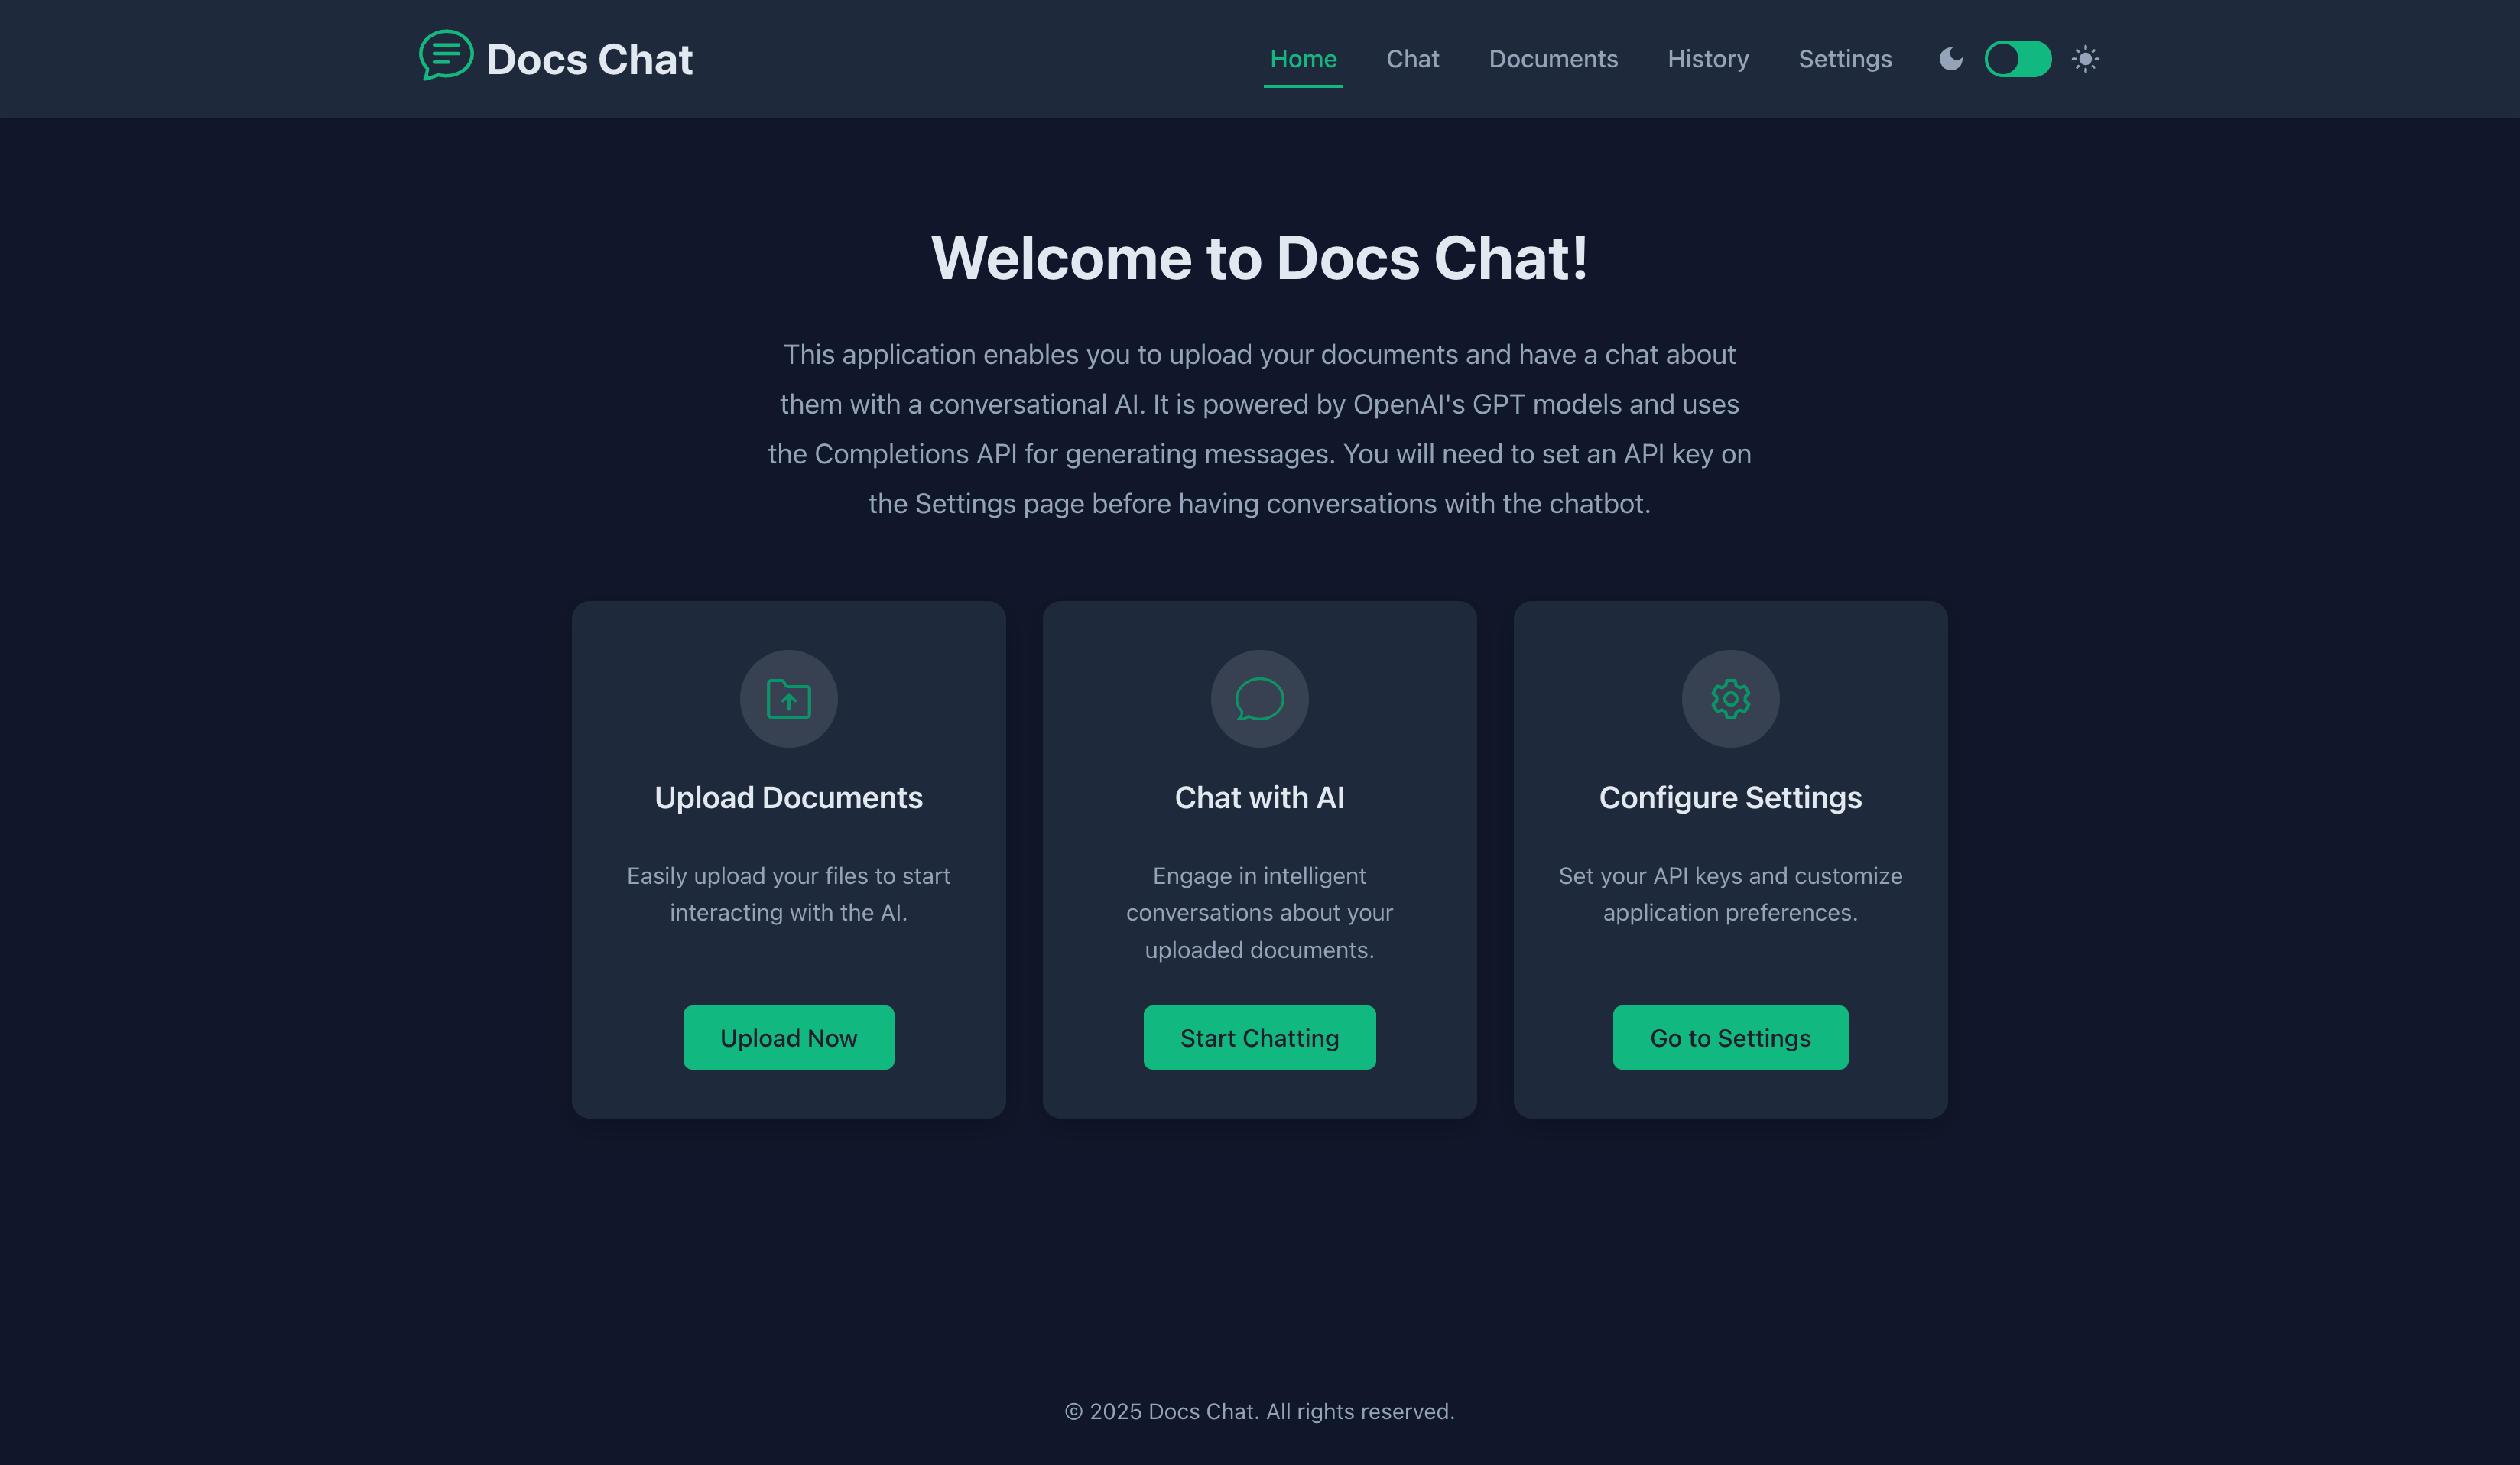 Docs Chat
Home Chat Documents History Settings
Welcome to Docs Chat!
This application enables you to upload your documents and have a chat about
them with a conversational AI. It is powered by OpenAI's GPT models and uses
the Completions API for generating messages. You will need to set an API key on
the Settings page before having conversations with the chatbot.
Upload Documents
Easily upload your files to start
interacting with the AI.
Upload Now
Chat with AI
Engage in intelligent
conversations about your
uploaded documents.
Start Chatting
Configure Settings
Set your API keys and customize
application preferences.
Go to Settings
© 2025 Docs Chat. All rights reserved.